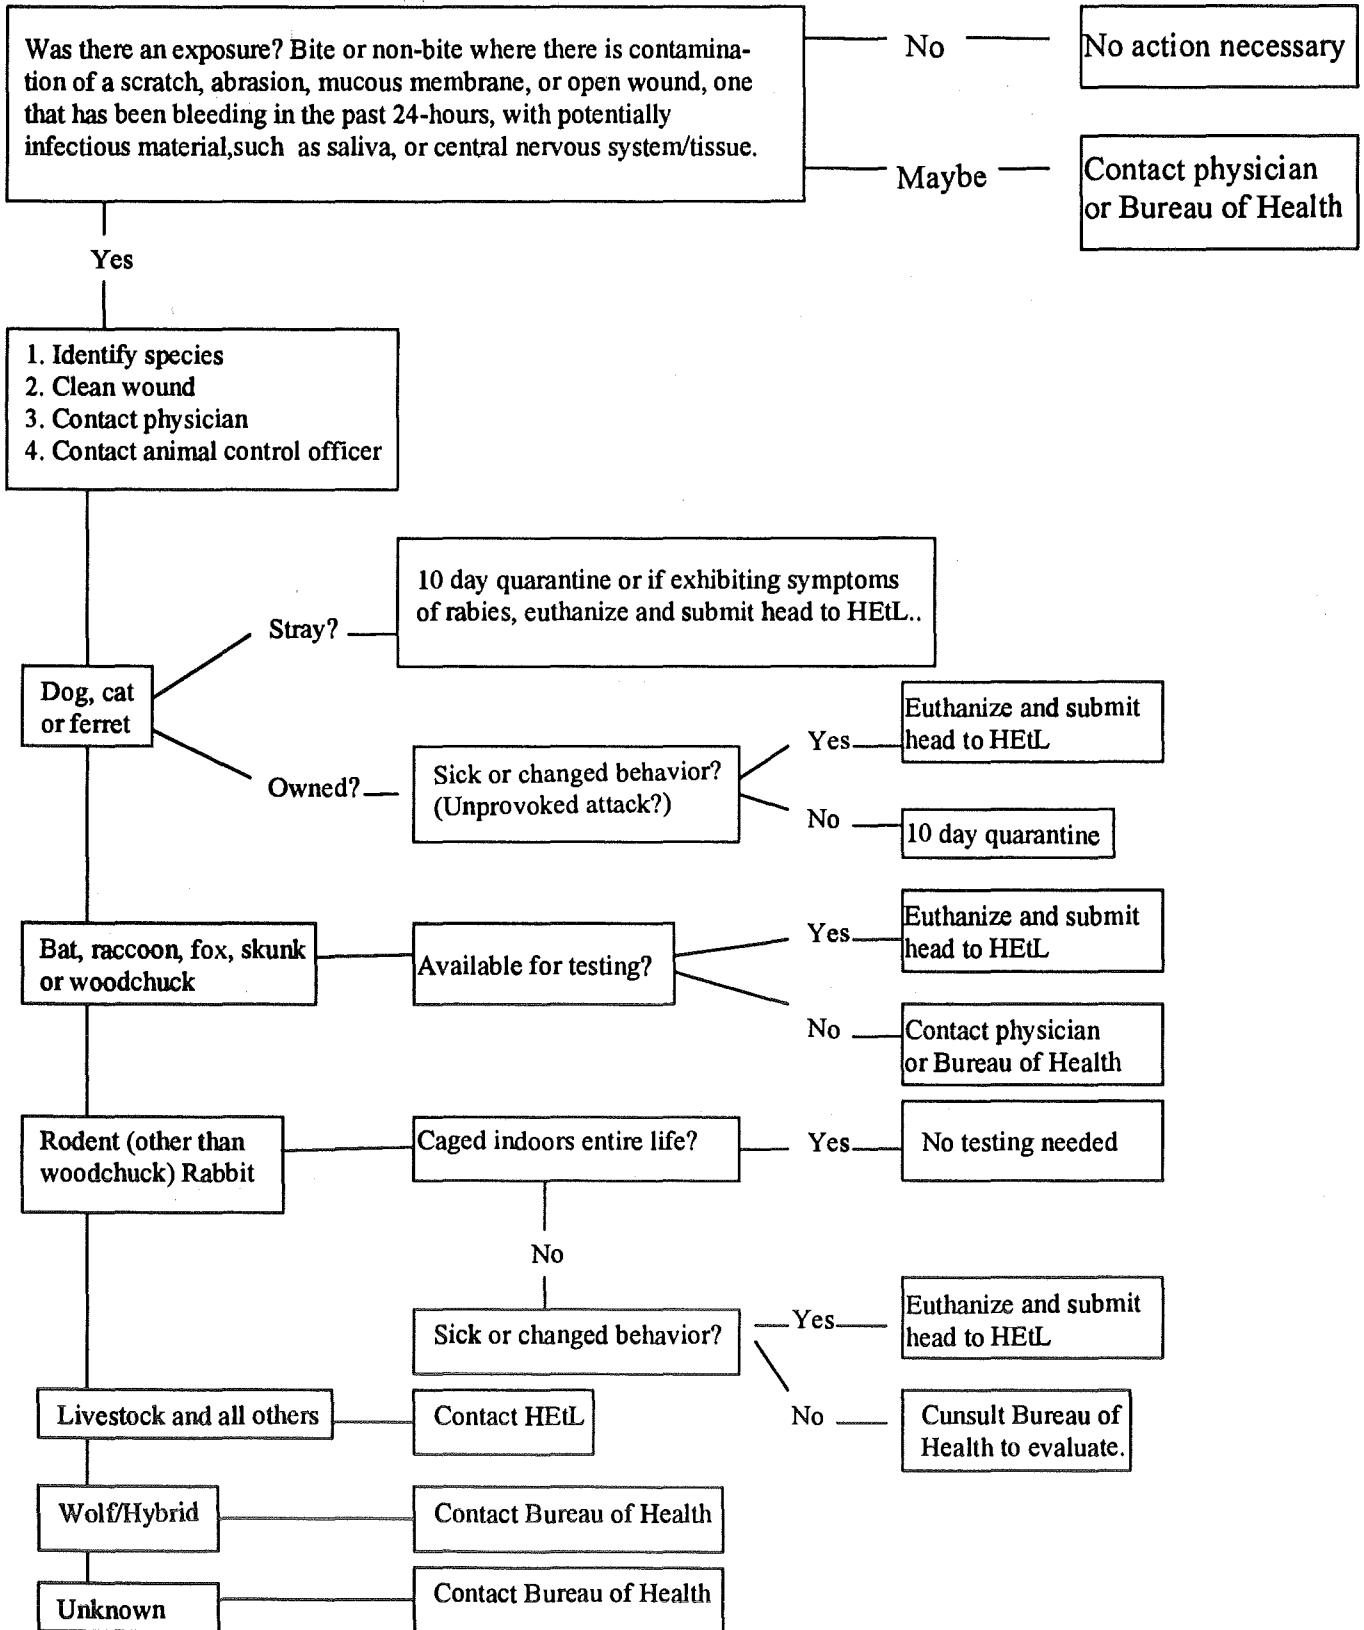 Was there an exposure? Bite or non-bite where there is contamina-
tion of a scratch, abrasion, mucous membrane, or open wound, one
that has been bleeding in the past 24-hours, with potentially
infectious material,such as saliva, or central nervous system/tissue.
No
No action necessary
Maybe
Contact physician
or Bureau of Health
Yes
1. Identify species
2. Clean wound
3. Contact physician
4. Contact animal control officer
Dog, cat
or ferret
Stray?
10 day quarantine or if exhibiting symptoms
of rabies, euthanize and submit head to HEtL..
Owned?
Sick or changed behavior?
(Unprovoked attack?)
Yes
Euthanize and submit
head to HEtL
No
10 day quarantine
Bat, raccoon, fox, skunk
or woodchuck
Available for testing?
Yes
Euthanize and submit
head to HEtL
No
Contact physician
or Bureau of Health
Rodent (other than
woodchuck) Rabbit
Caged indoors entire life?
Yes
No testing needed
No
Sick or changed behavior?
Yes
Euthanize and submit
head to HEtL
No
Cunsult Bureau of
Health to evaluate.
Livestock and all others
Contact HEtL
Wolf/Hybrid
Contact Bureau of Health
Unknown
Contact Bureau of Health